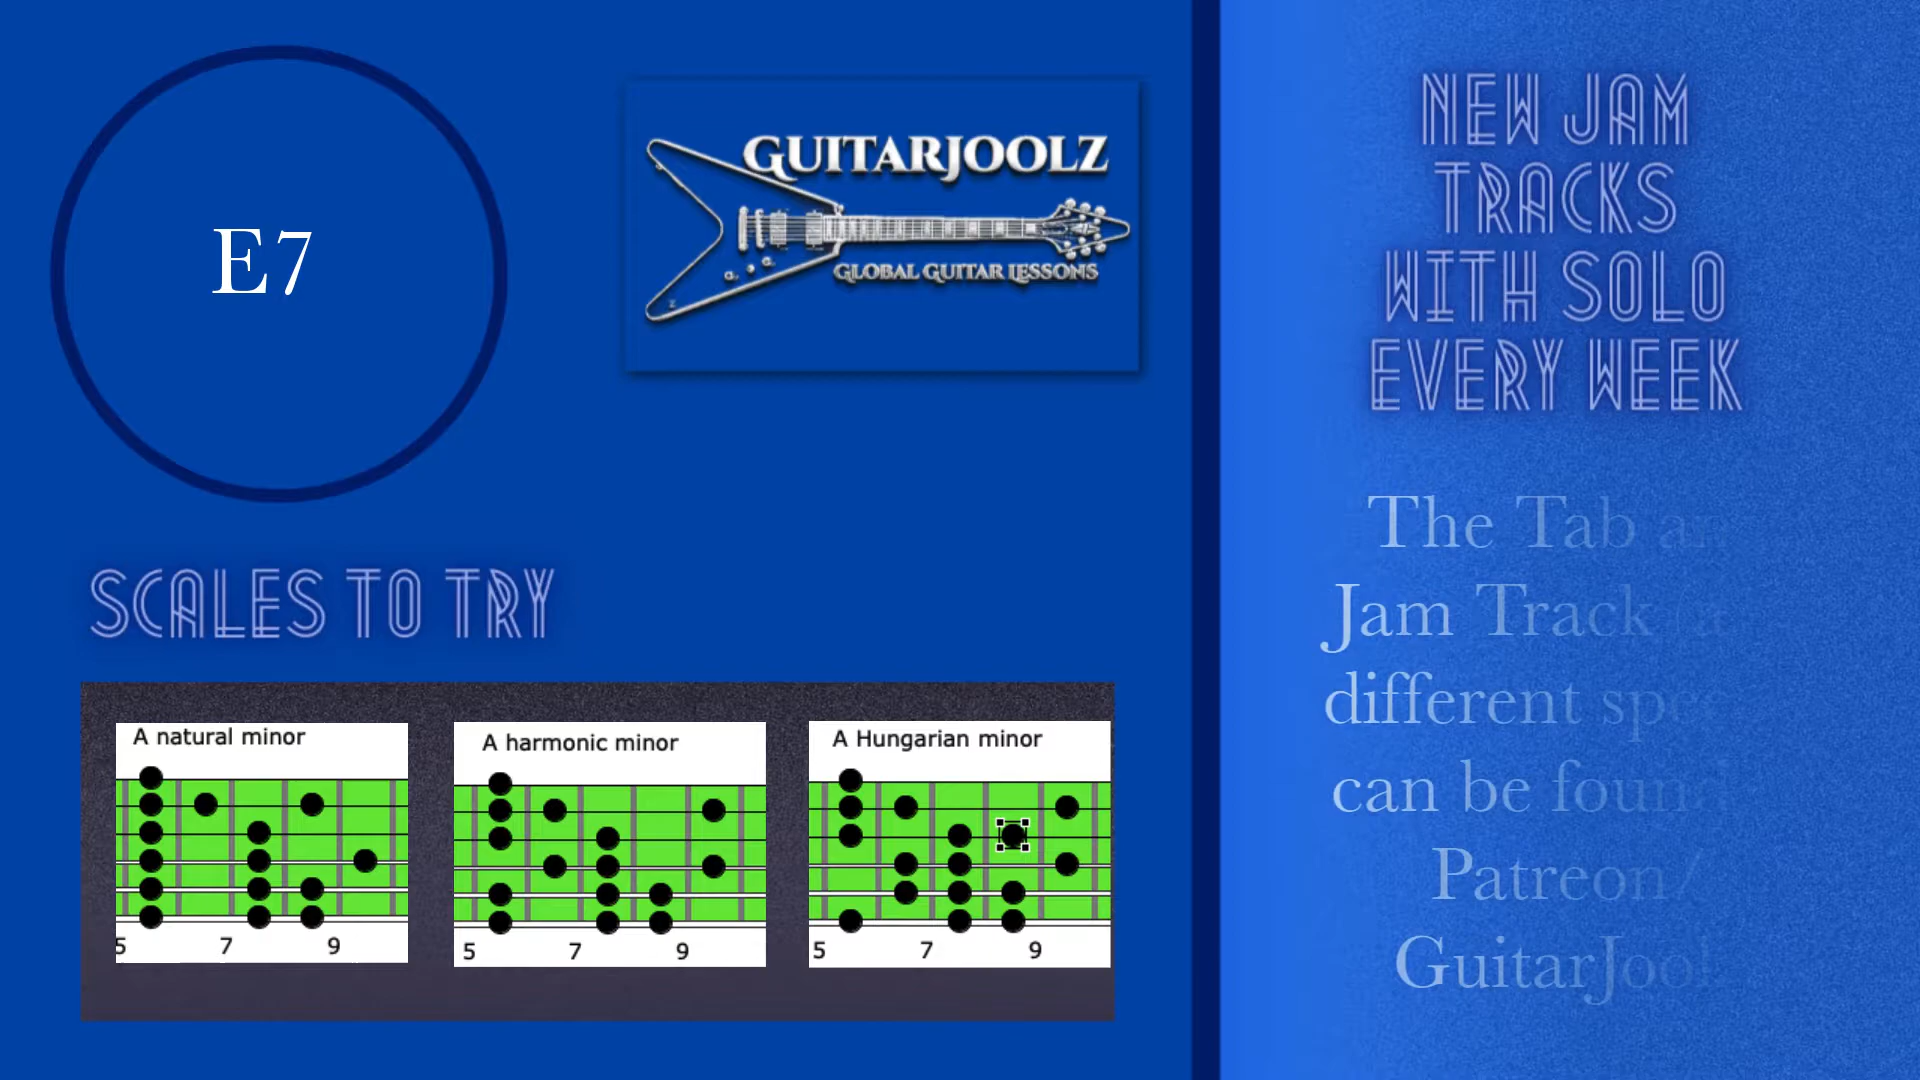 E7
GUITARJOOLZ
GLOBAL GUITAR LESSONS
SCALES TO TRY
A natural minor
5 7 9
A harmonic minor
5 7 9
A Hungarian minor
5 7 9
NEW JAM
TRACKS
WITH SOLO
EVERY WEEK
The Tab
Jam Track
different
can be found
Patreon/
GuitarJool